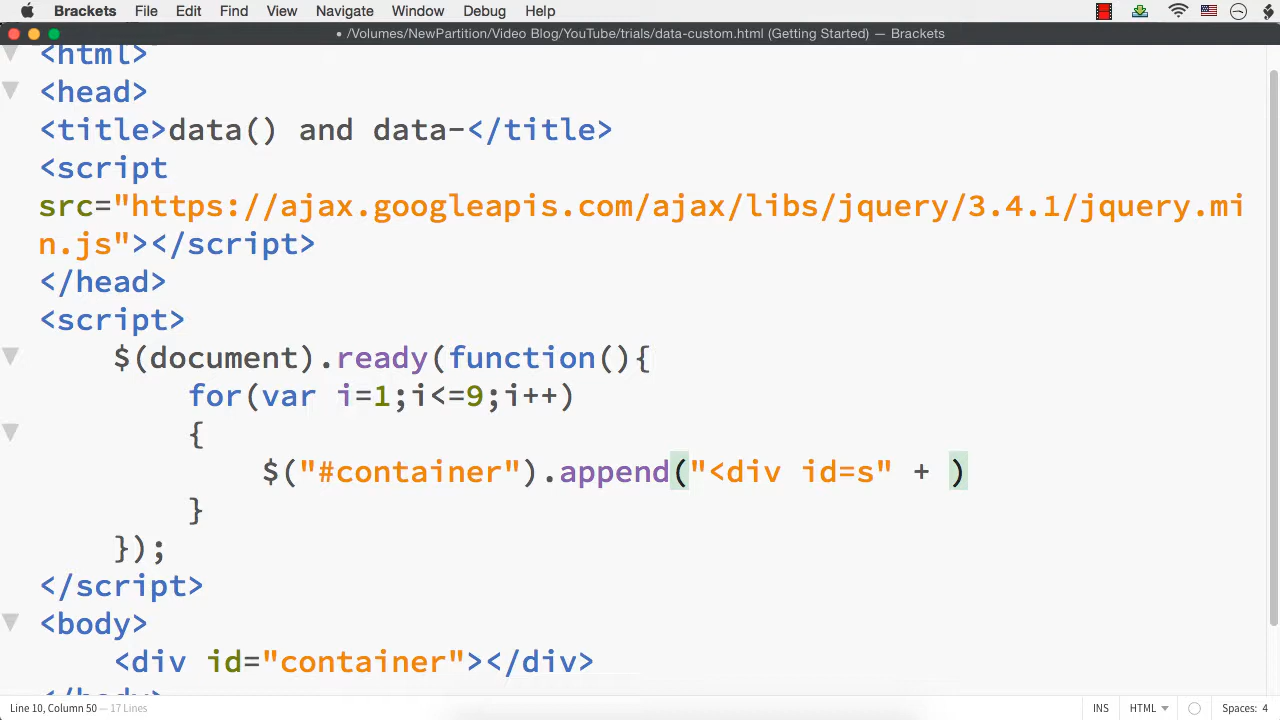 Brackets File Edit Find View Navigate Window Debug Help
• /Volumes/NewPartition/Video Blog/YouTube/trials/data-custom.html (Getting Started) — Brackets
<html>
<head>
<title>data() and data-</title>
<script
src="https://ajax.googleapis.com/ajax/libs/jquery/3.4.1/jquery.mi
n.js"></script>
</head>
<script>
$(document).ready(function(){
for(var i=1;i<=9;i++)
{
$("#container").append("<div id=s" + )
}
});
</script>
<body>
<div id="container"></div>
</body>
Line 10, Column 50 — 17 Lines INS HTML Spaces: 4